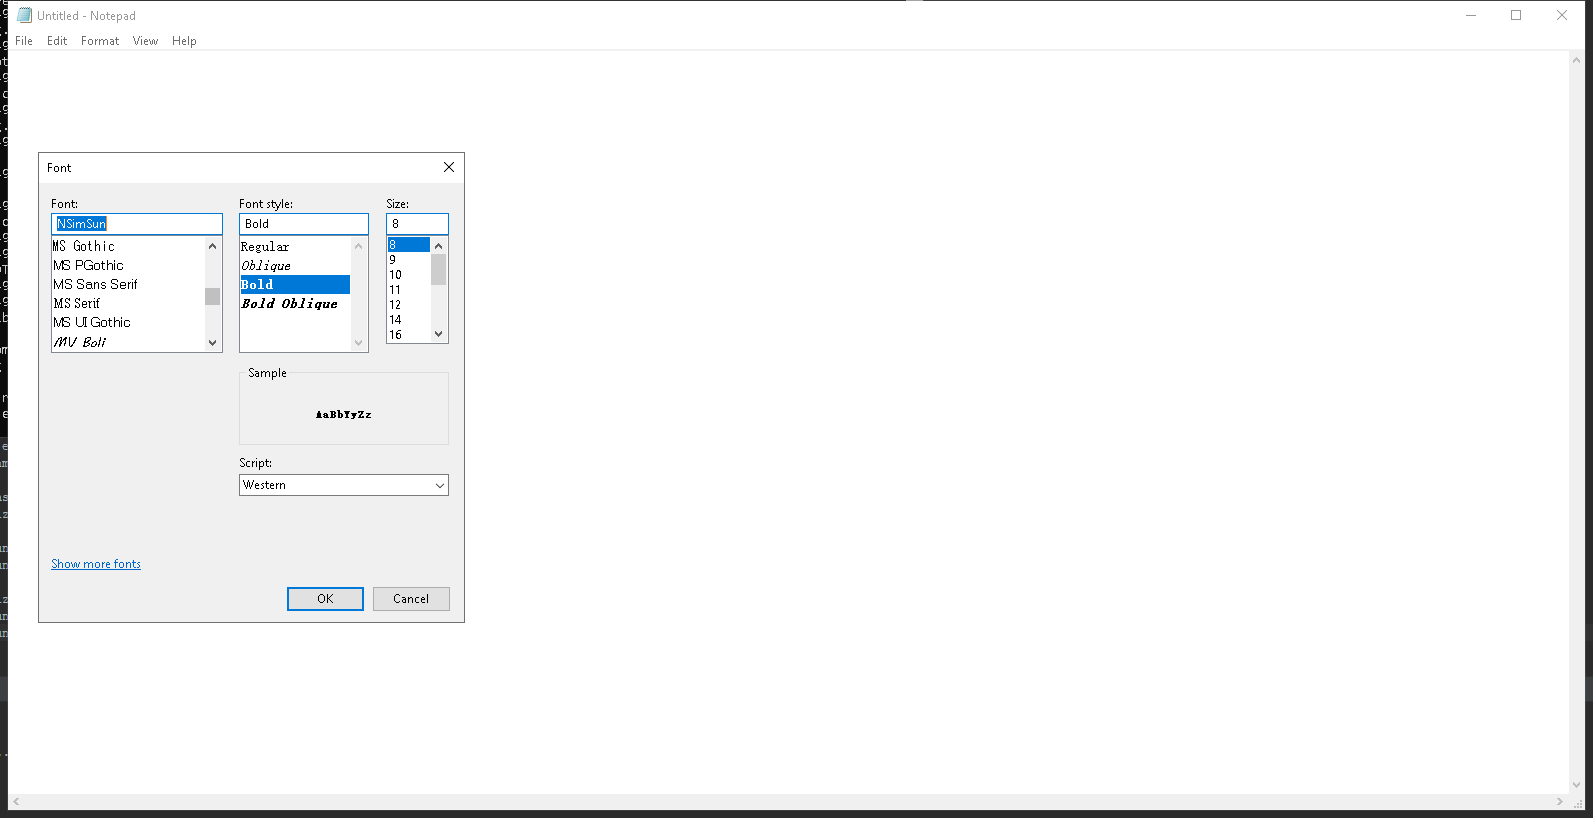 Untitled - Notepad
File Edit Format View Help
Font
Font: Font style: Size:
NSimSun Bold 8
MS Gothic Regular 8
MS PGothic Oblique 9
MS Sans Serif Bold 10
MS Serif Bold Oblique 11
MS UI Gothic 12
MV Boli 14
16
Sample
AaBbYyZz
Script:
Western
Show more fonts
OK Cancel